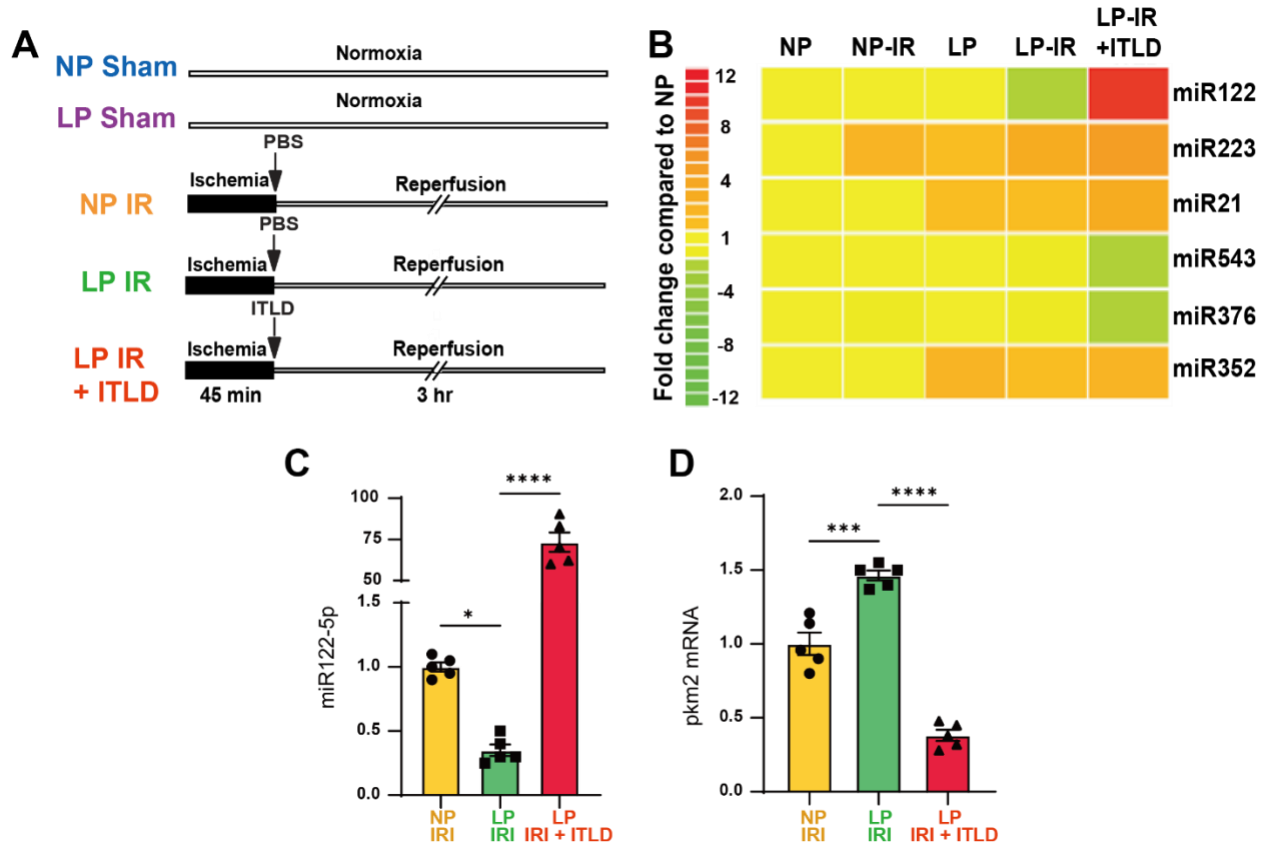 A
NP Sham
Normoxia
LP Sham
Normoxia
PBS
NP IR
Ischemia
Reperfusion
PBS
LP IR
Ischemia
Reperfusion
ITLD
LP IR
+ ITLD
Ischemia
Reperfusion
45 min
3 hr
B
NP
NP-IR
LP
LP-IR
LP-IR
+ITLD
Fold change compared to NP
12
8
4
1
-4
-8
-12
miR122
miR223
miR21
miR543
miR376
miR352
C
miR122-5p
100
75
50
1.5
1.0
0.5
0.0
*
****
NP
IRI
LP
IRI
LP
IRI + ITLD
D
pkm2 mRNA
2.0
1.5
1.0
0.5
0.0
***
****
NP
IRI
LP
IRI
LP
IRI + ITLD